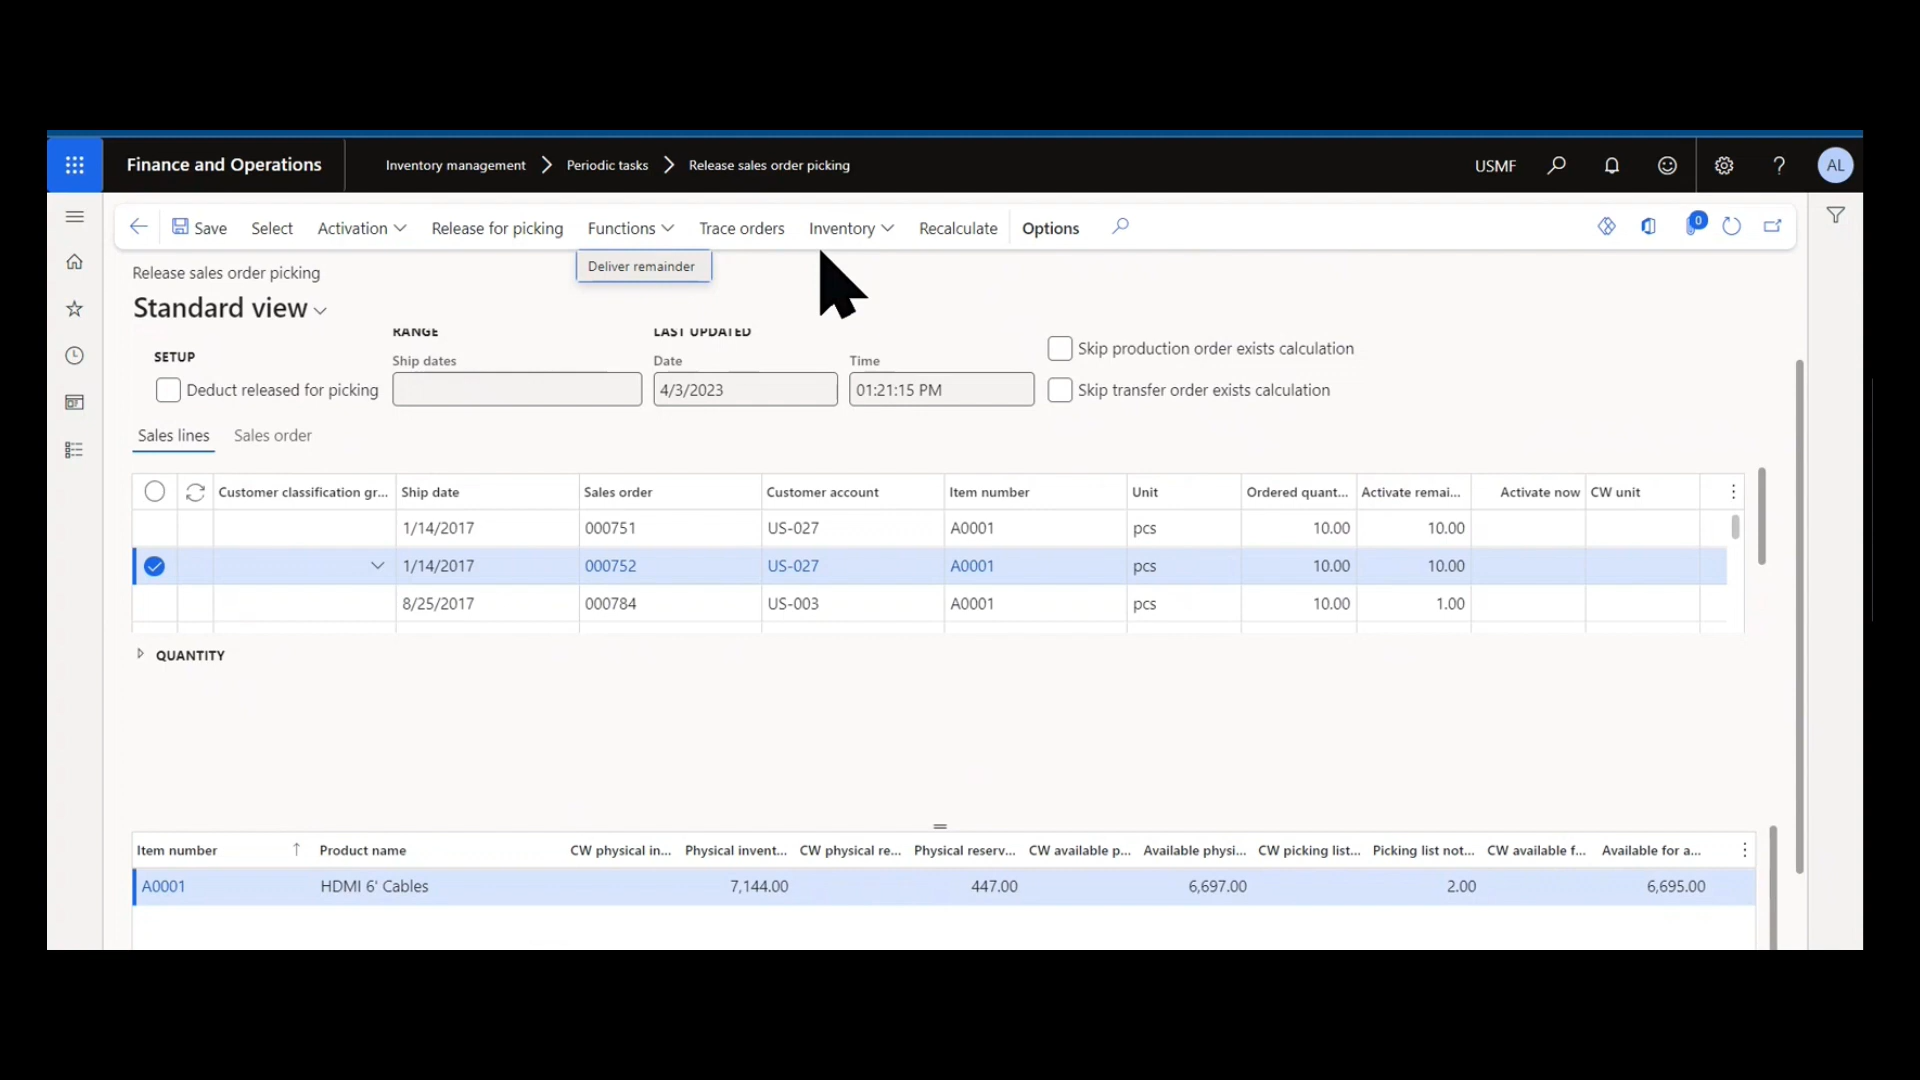 Finance and Operations
Inventory management > Periodic tasks > Release sales order picking
USMF
?
AL
Save Select Activation Release for picking Functions Trace orders Inventory Recalculate Options
0
Deliver remainder
Release sales order picking
Standard view
SETUP
Deduct released for picking
RANGE
Ship dates
LAST UPDATED
Date Time
4/3/2023 01:21:15 PM
Skip production order exists calculation
Skip transfer order exists calculation
Sales lines Sales order
Customer classification gr... Ship date Sales order Customer account Item number Unit Ordered quant... Activate remai... Activate now CW unit
1/14/2017 000751 US-027 A0001 pcs 10.00 10.00
1/14/2017 000752 US-027 A0001 pcs 10.00 10.00
8/25/2017 000784 US-003 A0001 pcs 10.00 1.00
QUANTITY
Item number Product name CW physical in... Physical invent... CW physical re... Physical reserv... CW available p... Available physi... CW picking list... Picking list not... CW available f... Available for a...
A0001 HDMI 6' Cables 7,144.00 447.00 6,697.00 2.00 6,695.00